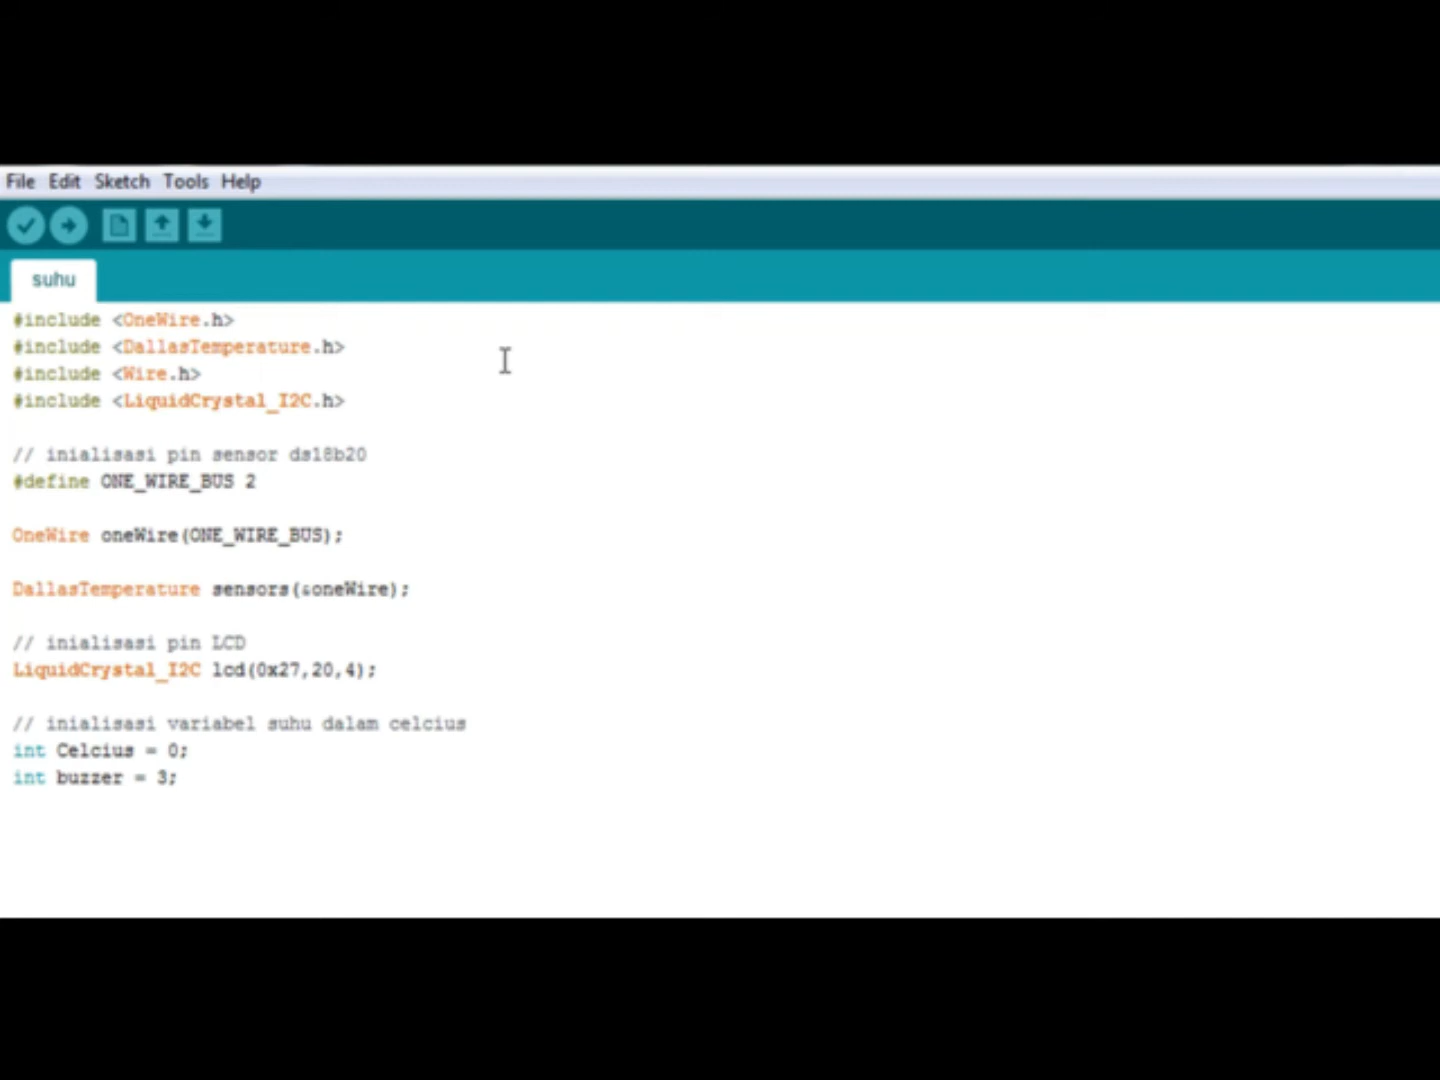 File Edit Sketch Tools Help
suhu
#include <OneWire.h>
#include <DallasTemperature.h>
#include <Wire.h>
#include <LiquidCrystal_I2C.h>
// inialisasi pin sensor ds18b20
#define ONE_WIRE_BUS 2
OneWire oneWire(ONE_WIRE_BUS);
DallasTemperature sensors(&oneWire);
// inialisasi pin LCD
LiquidCrystal_I2C lcd(0x27,20,4);
// inialisasi variabel suhu dalam celcius
int Celcius = 0;
int buzzer = 3;